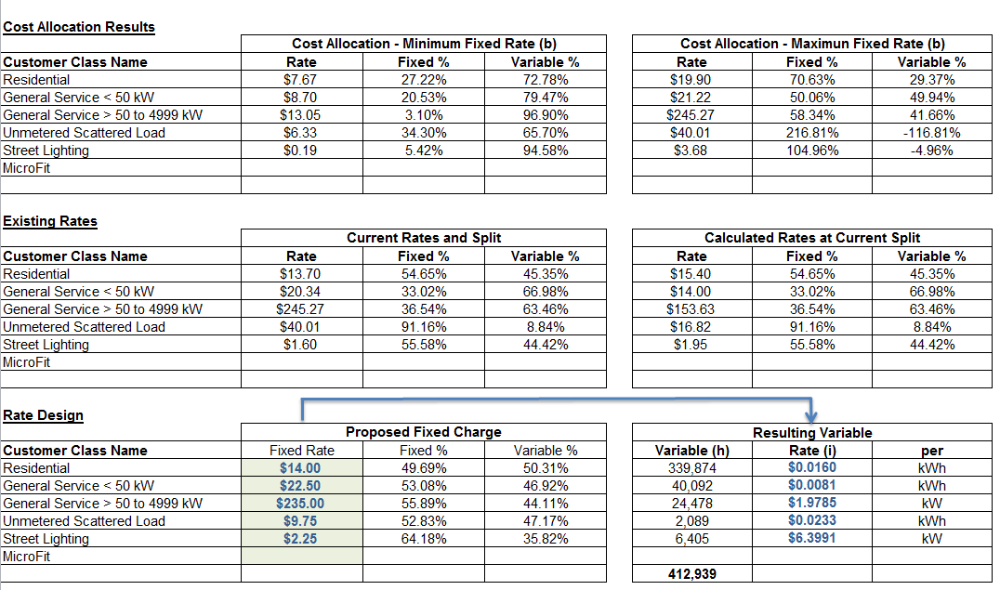 Cost Allocation Results
Cost Allocation - Minimum Fixed Rate (b) Cost Allocation - Maximun Fixed Rate (b)
Customer Class Name Rate Fixed % Variable % Rate Fixed % Variable %
Residential $7.67 27.22% 72.78% $19.90 70.63% 29.37%
General Service < 50 kW $8.70 20.53% 79.47% $21.22 50.06% 49.94%
General Service > 50 to 4999 kW $13.05 3.10% 96.90% $245.27 58.34% 41.66%
Unmetered Scattered Load $6.33 34.30% 65.70% $40.01 216.81% -116.81%
Street Lighting $0.19 5.42% 94.58% $3.68 104.96% -4.96%
MicroFit
Existing Rates
Current Rates and Split Calculated Rates at Current Split
Customer Class Name Rate Fixed % Variable % Rate Fixed % Variable %
Residential $13.70 54.65% 45.35% $15.40 54.65% 45.35%
General Service < 50 kW $20.34 33.02% 66.98% $14.00 33.02% 66.98%
General Service > 50 to 4999 kW $245.27 36.54% 63.46% $153.63 36.54% 63.46%
Unmetered Scattered Load $40.01 91.16% 8.84% $16.82 91.16% 8.84%
Street Lighting $1.60 55.58% 44.42% $1.95 55.58% 44.42%
MicroFit
Rate Design
Proposed Fixed Charge Resulting Variable
Customer Class Name Fixed Rate Fixed % Variable % Variable (h) Rate (i) per
Residential $14.00 49.69% 50.31% 339,874 $0.0160 kWh
General Service < 50 kW $22.50 53.08% 46.92% 40,092 $0.0081 kWh
General Service > 50 to 4999 kW $235.00 55.89% 44.11% 24,478 $1.9785 kW
Unmetered Scattered Load $9.75 52.83% 47.17% 2,089 $0.0233 kWh
Street Lighting $2.25 64.18% 35.82% 6,405 $6.3991 kW
MicroFit
412,939